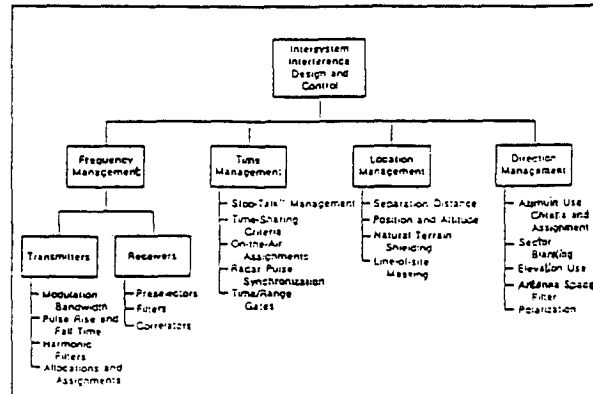 Intersystem
Interference
Design and
Control
Frequency
Management
Time
Management
Location
Management
Direction
Management
Transmitters
Receivers
Modulation
Bandwidth
Pulse Rise and
Fall Time
Harmonic
Filters
Allocations and
Assignments
Preselectors
Filters
Correlators
Stop-Talk" Management
Time-Sharing
Criteria
On-the-Air
Assignments
Radar Pulse
Synchronization
Time/Range
Gates
Separation Distance
Position and Altitude
Natural Terrain
Shielding
Line-of-site
Masking
Azimuth Use
Criteria and
Assignment
Sector
Blanking
Elevation Use
Antenna Space
Filter
Polarization